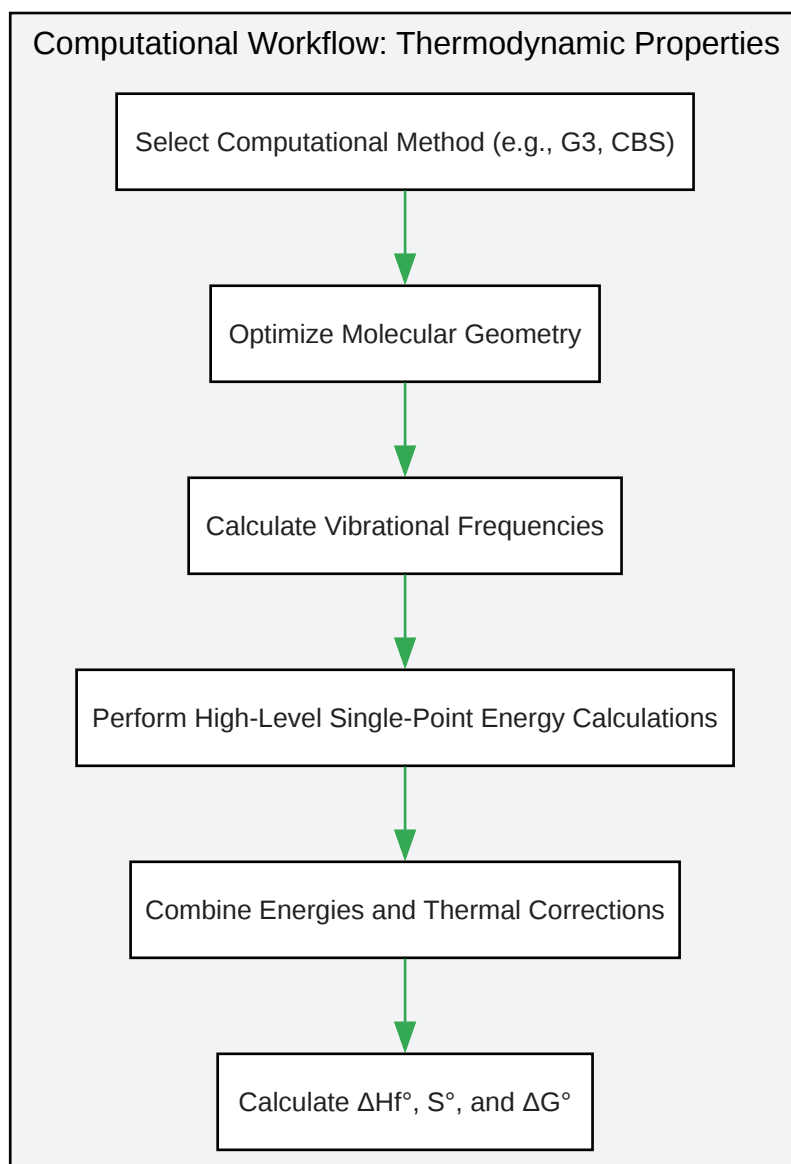 Computational Workflow: Thermodynamic Properties
Select Computational Method (e.g., G3, CBS)
Optimize Molecular Geometry
Calculate Vibrational Frequencies
Perform High-Level Single-Point Energy Calculations
Combine Energies and Thermal Corrections
Calculate ΔHf°, S°, and ΔG°